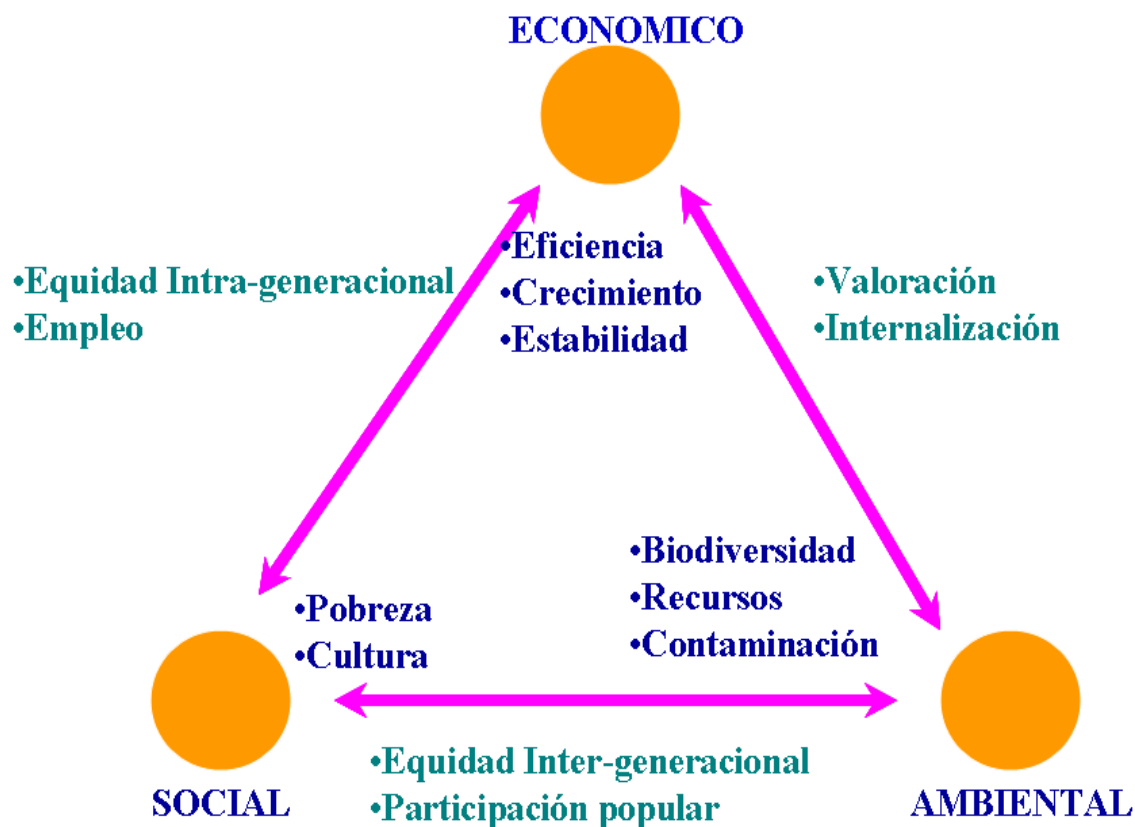 ECONOMICO
•Eficiencia
•Crecimiento
•Estabilidad
•Equidad Intra-generacional
•Empleo
•Valoración
•Internalización
•Pobreza
•Cultura
•Biodiversidad
•Recursos
•Contaminación
•Equidad Inter-generacional
•Participación popular
SOCIAL
AMBIENTAL